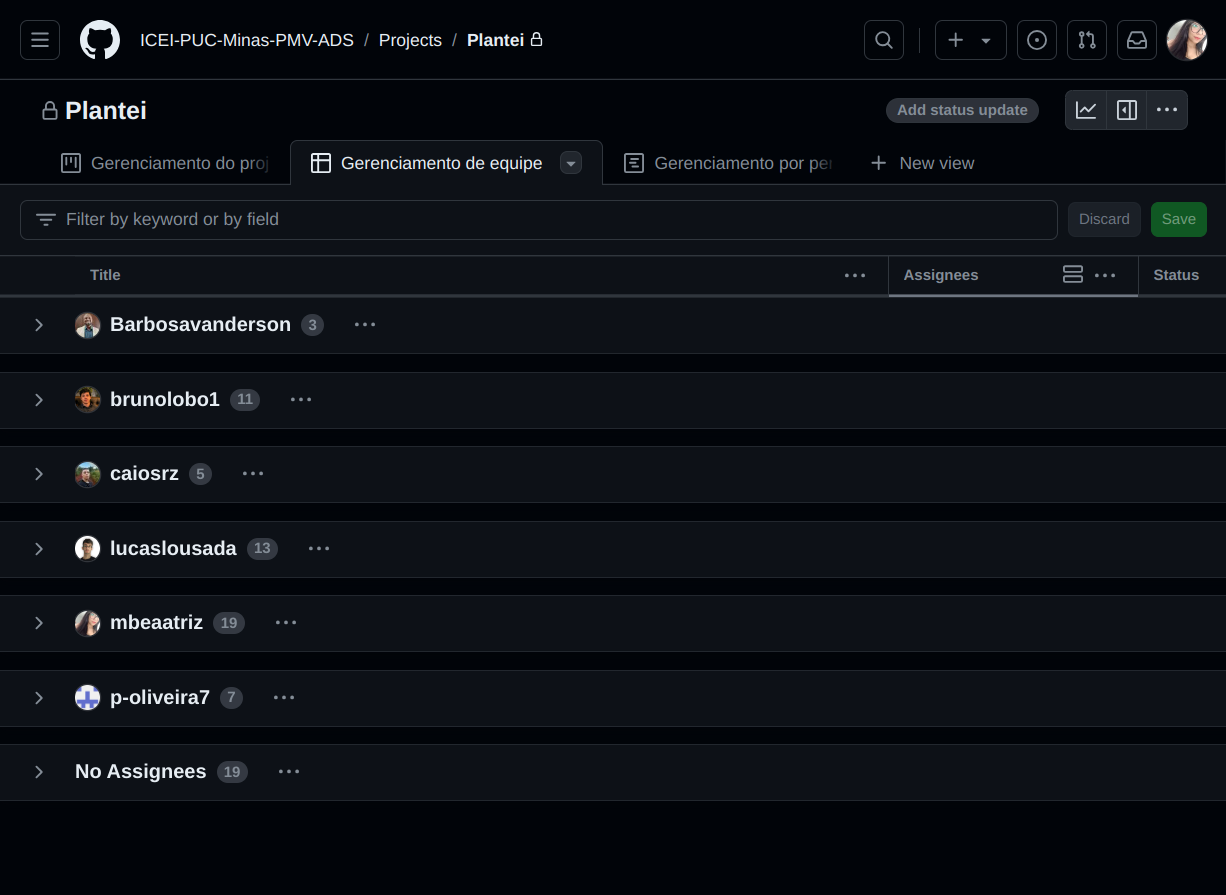 ICEI-PUC-Minas-PMV-ADS / Projects / Plantei
Plantei
Add status update
Gerenciamento do proj
Gerenciamento de equipe
Gerenciamento por per
New view
Filter by keyword or by field
Discard
Save
Title
Assignees
Status
Barbosavanderson 3
brunolobo1 11
caiosrz 5
lucaslousada 13
mbeaatriz 19
p-oliveira7 7
No Assignees 19